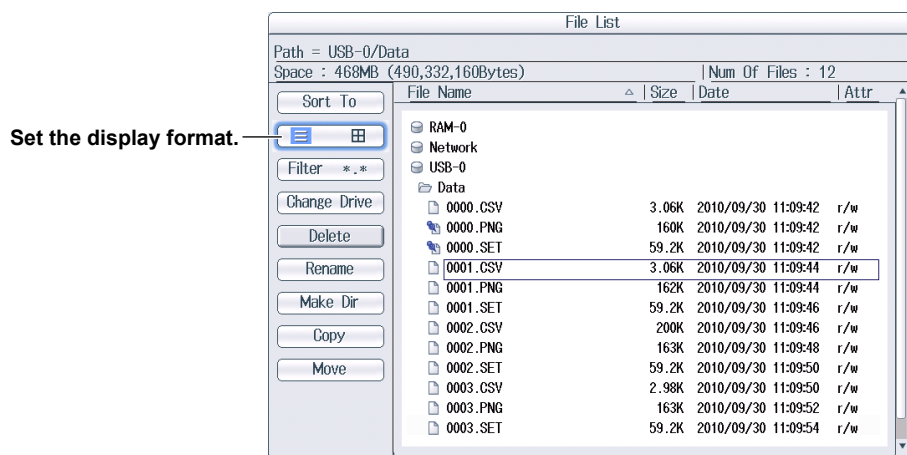 File List
Path = USB-0/Data
Space : 468MB (490,332,160Bytes) Num Of Files : 12
File Name Size Date Attr
Sort To
Set the display format.
Filter *.*
Change Drive
Delete
Rename
Make Dir
Copy
Move
RAM-0
Network
USB-0
Data
0000.CSV 3.06K 2010/09/30 11:09:42 r/w
0000.PNG 160K 2010/09/30 11:09:42 r/w
0000.SET 59.2K 2010/09/30 11:09:42 r/w
0001.CSV 3.06K 2010/09/30 11:09:44 r/w
0001.PNG 162K 2010/09/30 11:09:44 r/w
0001.SET 59.2K 2010/09/30 11:09:46 r/w
0002.CSV 200K 2010/09/30 11:09:46 r/w
0002.PNG 163K 2010/09/30 11:09:48 r/w
0002.SET 59.2K 2010/09/30 11:09:50 r/w
0003.CSV 2.98K 2010/09/30 11:09:50 r/w
0003.PNG 163K 2010/09/30 11:09:52 r/w
0003.SET 59.2K 2010/09/30 11:09:54 r/w